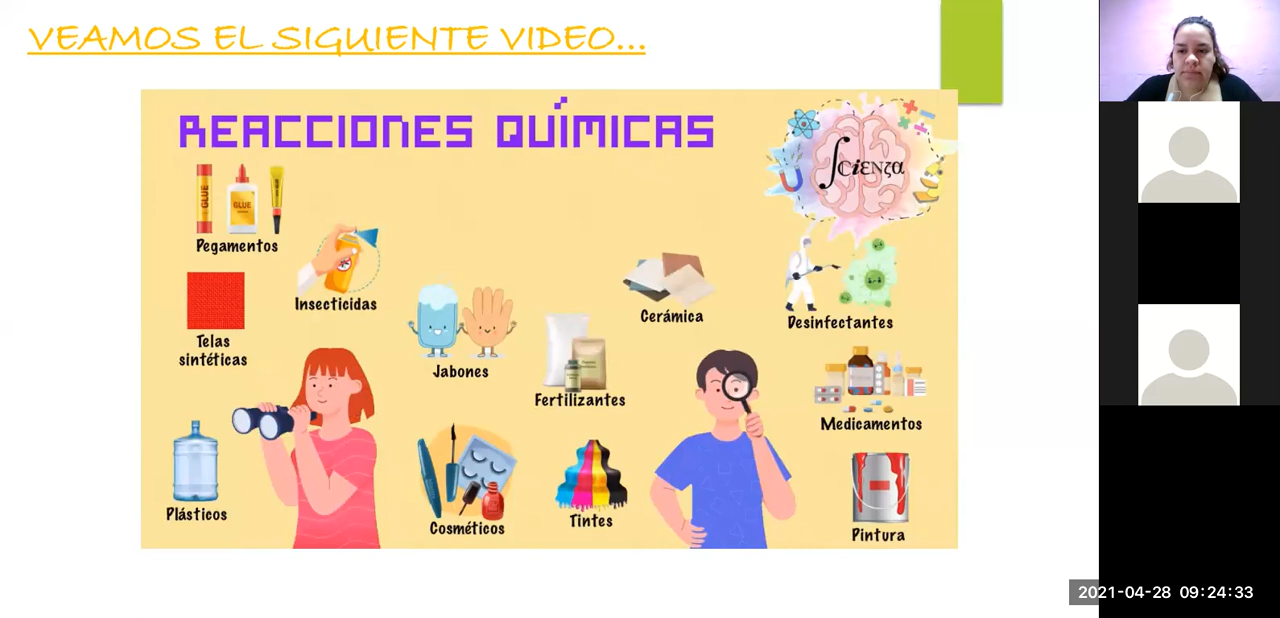 VEAMOS EL SIGUIENTE VIDEO...
REACCIONES QUÍMICAS
GLUE
GLUE
Pegamentos
Insecticidas
Telas
sintéticas
Jabones
Cerámica
Fertilizantes
Desinfectantes
Medicamentos
Plásticos
Cosméticos
Tintes
Pintura
2021-04-28 09:24:33